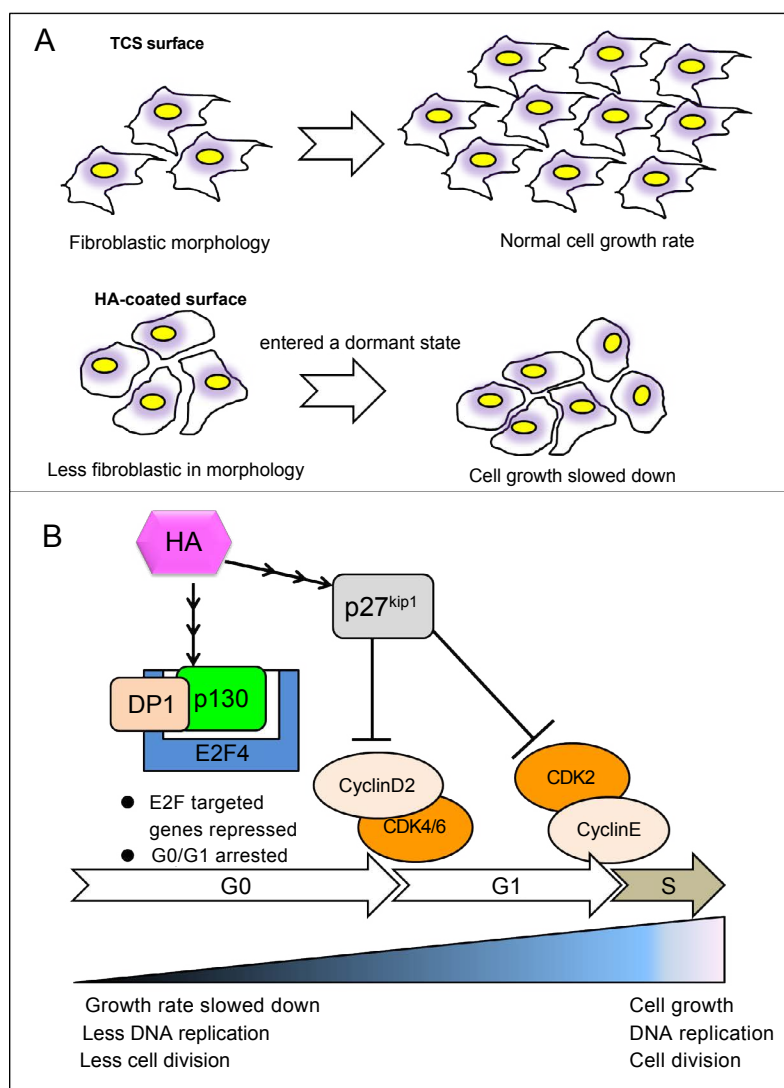 A
TCS surface
Fibroblastic morphology
Normal cell growth rate
HA-coated surface
entered a dormant state
Less fibroblastic in morphology
Cell growth slowed down
B
HA
p27kip1
DP1
p130
E2F4
CyclinD2
CDK4/6
CDK2
CyclinE
● E2F targeted
genes repressed
● G0/G1 arrested
G0
G1
S
Growth rate slowed down
Less DNA replication
Less cell division
Cell growth
DNA replication
Cell division